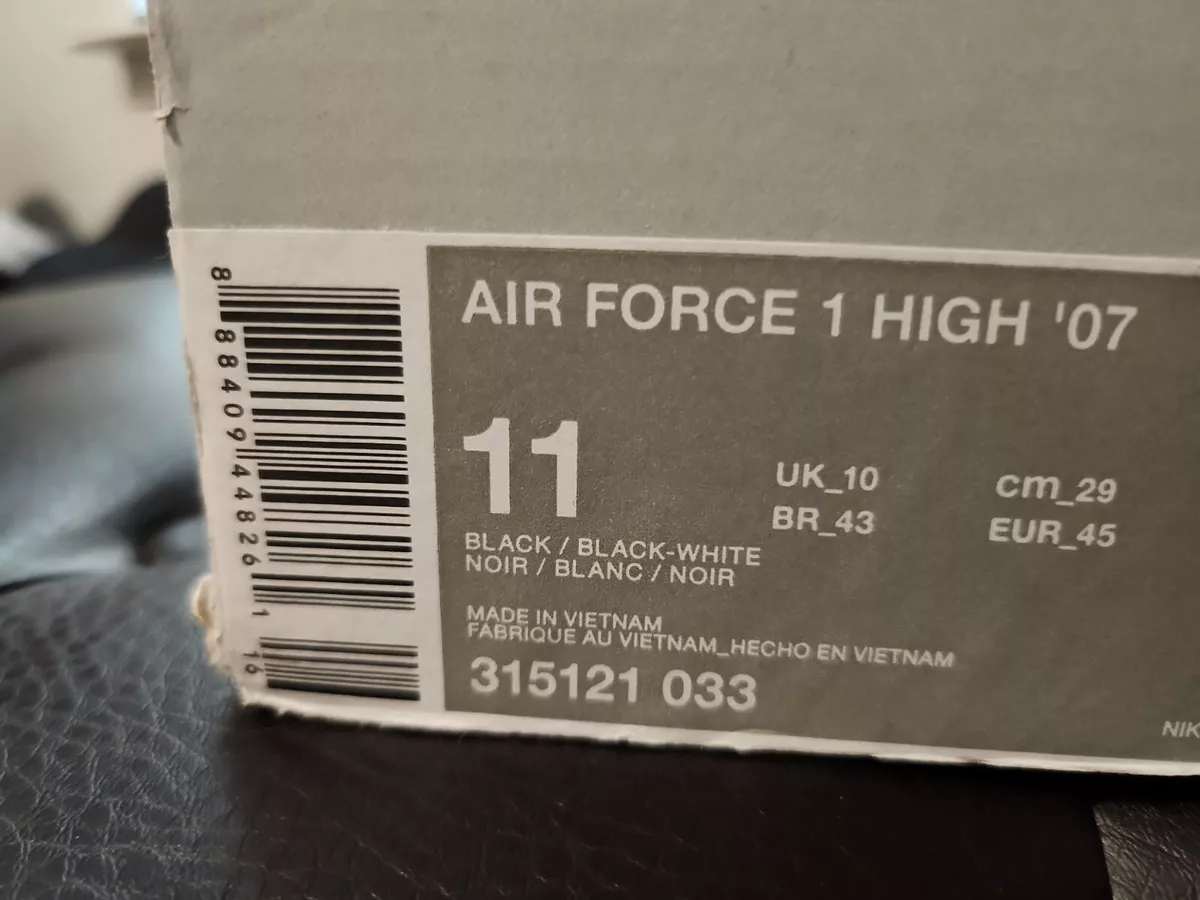 AIR FORCE 1 HIGH '07
11
UK_10
cm_29
BR_43
EUR_45
BLACK / BLACK-WHITE
NOIR / BLANC / NOIR
MADE IN VIETNAM
FABRIQUE AU VIETNAM_HECHO EN VIETNAM
315121 033
8 88409 44826 1
16